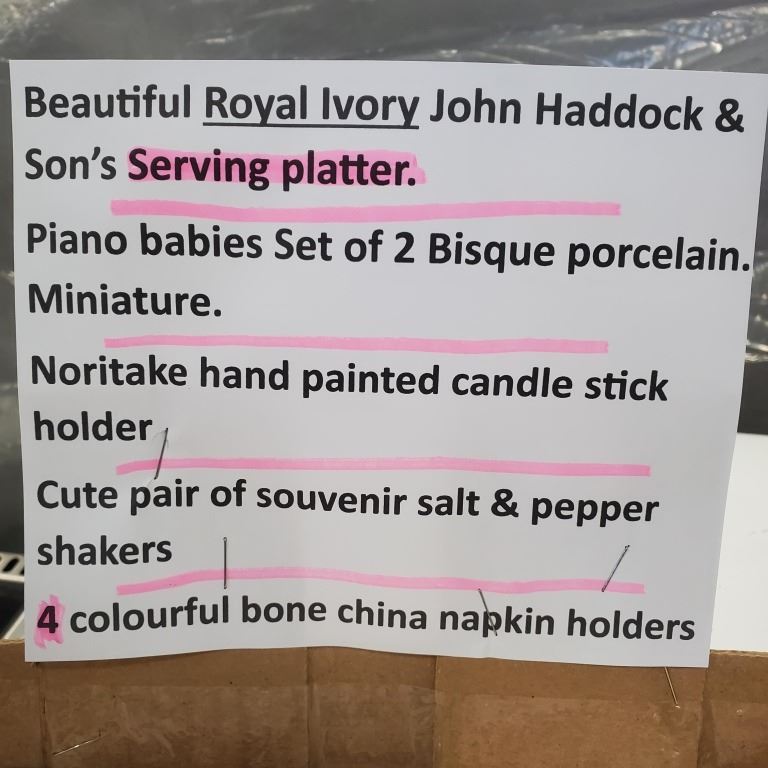 Beautiful Royal Ivory John Haddock &
Son's Serving platter.
Piano babies Set of 2 Bisque porcelain.
Miniature.
Noritake hand painted candle stick
holder
Cute pair of souvenir salt & pepper
shakers
4 colourful bone china napkin holders